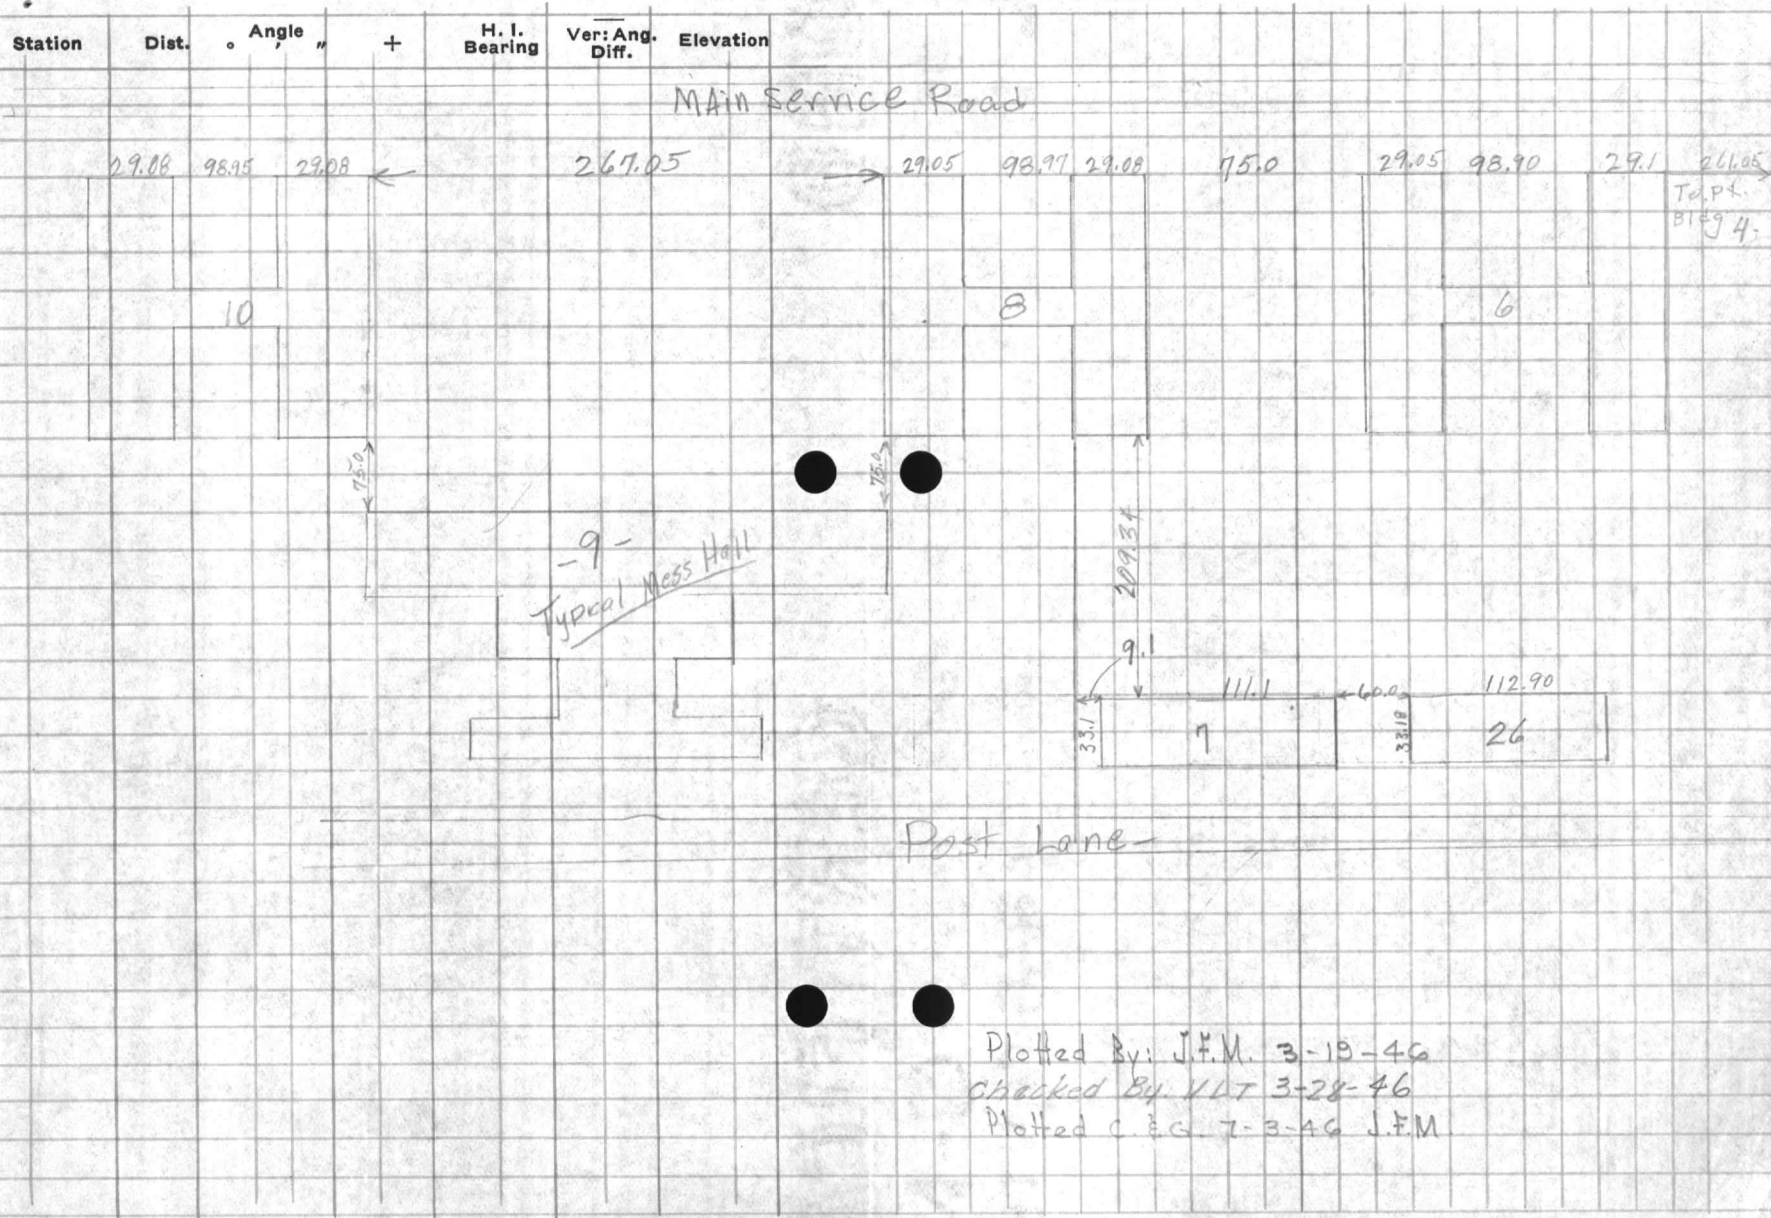 Station Dist. ° Angle ' " + H. I. Bearing Ver: Ang. Diff. Elevation
MAin Service Road
29.08 98.95 29.08 267.05 29.05 98.97 29.08 75.0 29.05 98.90 29.1 261.05
To. Pt.
Bldg 4-
10 8 6
75.0 75.0
-9-
Typical Mess Hall
209.34
9.1
111.1 60.0 112.90
33.1 7 33.18 26
Post Lane-
Plotted By: J.F.M. 3-19-46
checked By. VLT 3-28-46
Plotted C. & G. 7-3-46 J.F.M